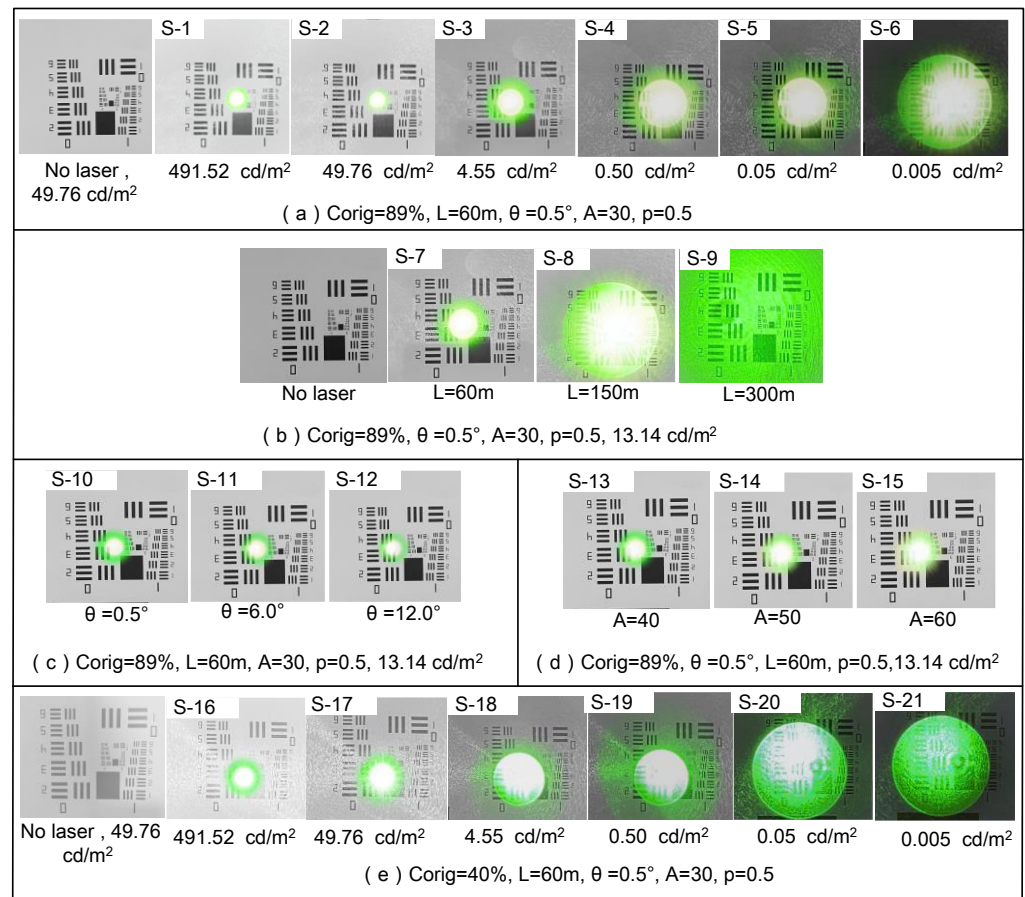 S-1 S-2 S-3 S-4 S-5 S-6
No laser , 49.76 cd/m²
491.52 cd/m² 49.76 cd/m² 4.55 cd/m² 0.50 cd/m² 0.05 cd/m² 0.005 cd/m²
( a ) Corig=89%, L=60m, θ =0.5°, A=30, p=0.5
S-7 S-8 S-9
No laser L=60m L=150m L=300m
( b ) Corig=89%, θ =0.5°, A=30, p=0.5, 13.14 cd/m²
S-10 S-11 S-12
θ =0.5° θ =6.0° θ =12.0°
( c ) Corig=89%, L=60m, A=30, p=0.5, 13.14 cd/m²
S-13 S-14 S-15
A=40 A=50 A=60
( d ) Corig=89%, θ =0.5°, L=60m, p=0.5,13.14 cd/m²
S-16 S-17 S-18 S-19 S-20 S-21
No laser , 49.76 cd/m²
491.52 cd/m² 49.76 cd/m² 4.55 cd/m² 0.50 cd/m² 0.05 cd/m² 0.005 cd/m²
( e ) Corig=40%, L=60m, θ =0.5°, A=30, p=0.5